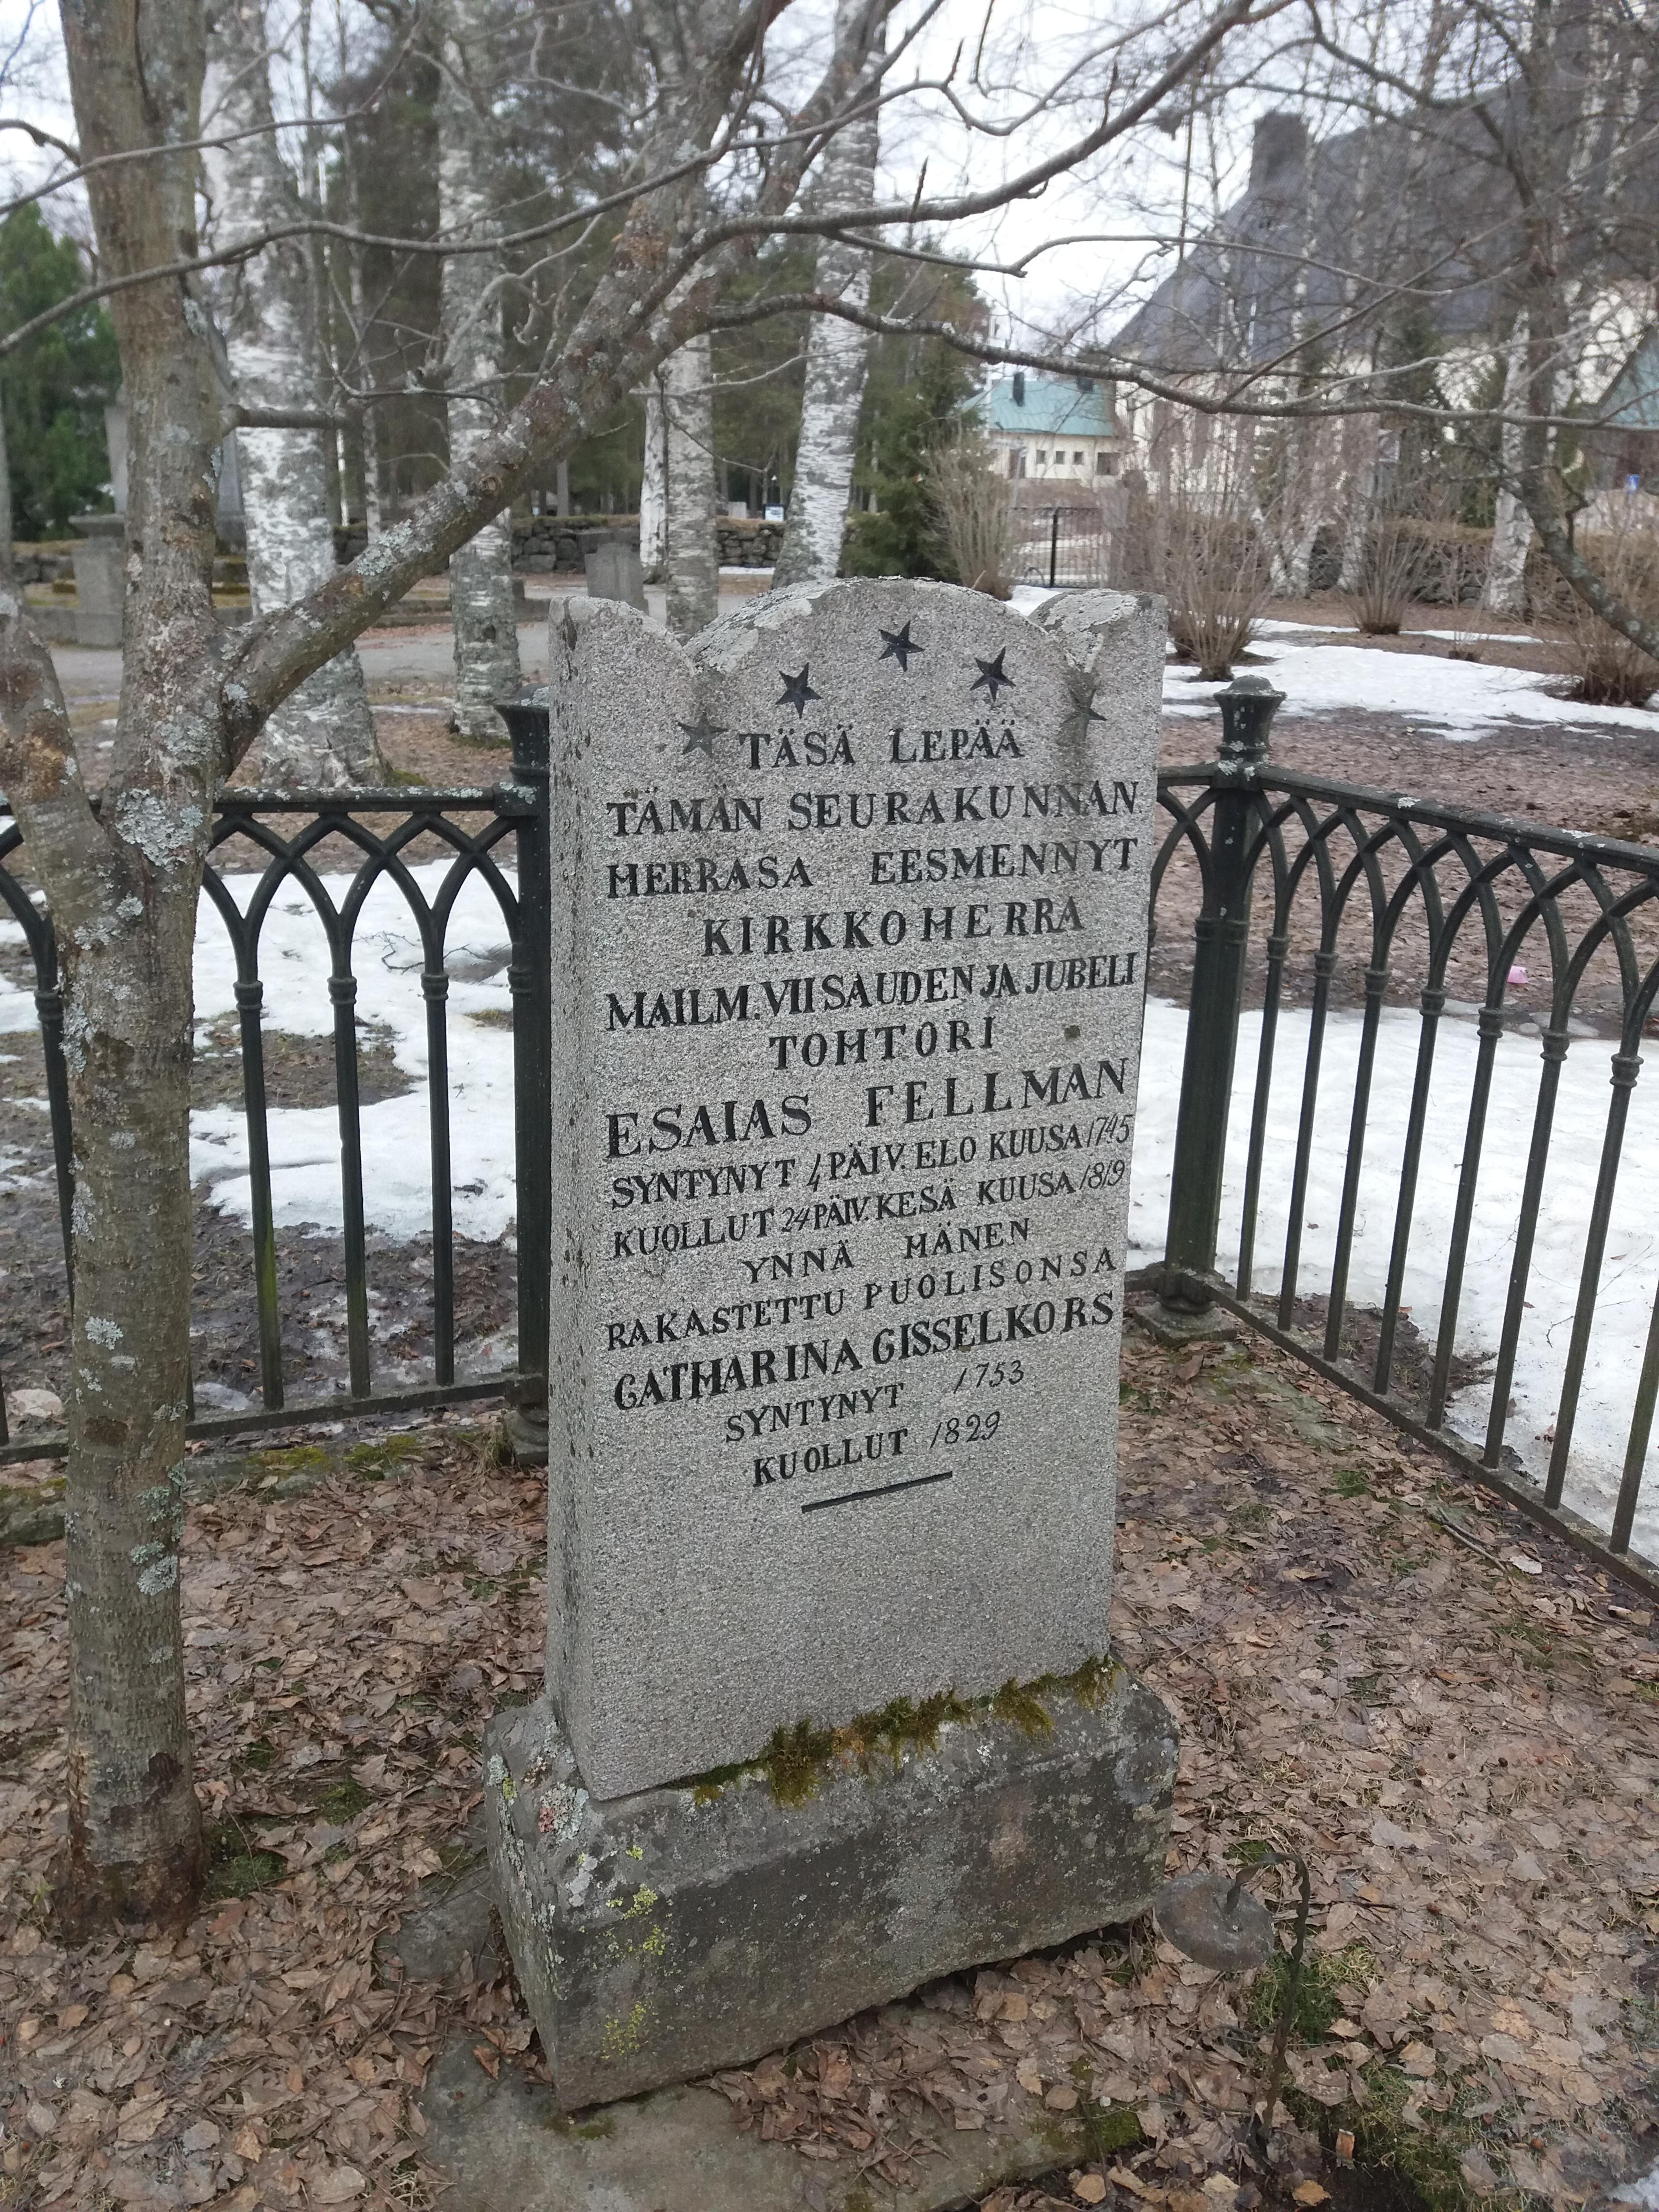 TÄSÄ LEPÄÄ
TÄMÄN SEURAKUNNAN
HERRASA EESMENNYT
KIRKKOHERRA
MAILM. VIISAUDEN JA JUBELI
TOHTORI
ESAIAS FELLMAN
SYNTYNYT 4 PÄIV. ELO KUUSA 1745
KUOLLUT 24 PÄIV. KESÄ KUUSA 1819
YNNÄ HÄNEN
RAKASTETTU PUOLISONSA
CATHARINA GISSELKORS
SYNTYNYT 1753
KUOLLUT 1829